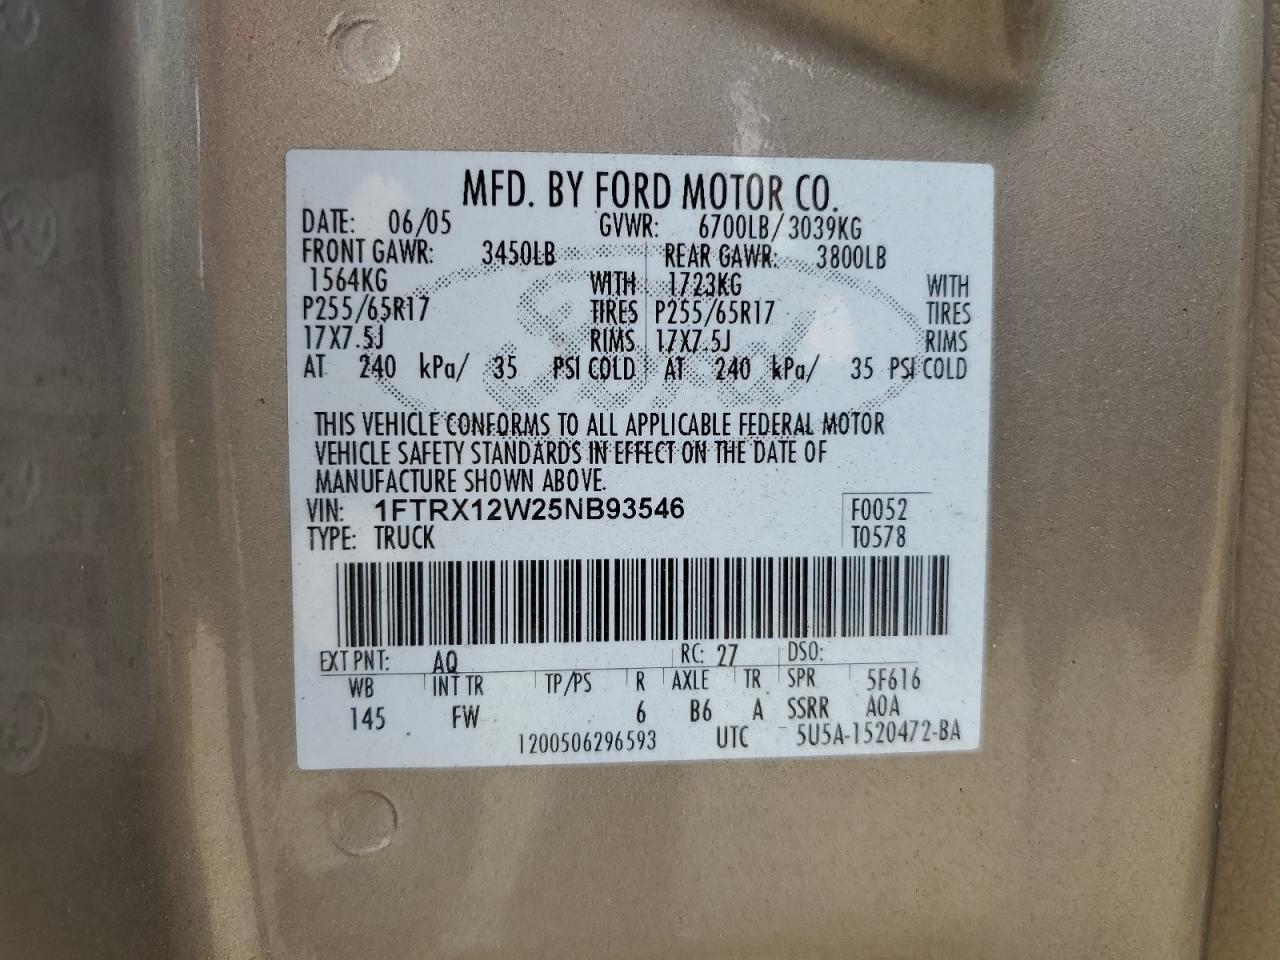 MFD. BY FORD MOTOR CO.
DATE: 06/05 GVWR: 6700LB/3039KG
FRONT GAWR: 3450LB REAR GAWR: 3800LB
1564KG WITH 1723KG WITH
P255/65R17 TIRES P255/65R17 TIRES
17X7.5J RIMS 17X7.5J RIMS
AT 240 kPa/ 35 PSI COLD AT 240 kPa/ 35 PSI COLD
THIS VEHICLE CONFORMS TO ALL APPLICABLE FEDERAL MOTOR
VEHICLE SAFETY STANDARDS IN EFFECT ON THE DATE OF
MANUFACTURE SHOWN ABOVE.
VIN: 1FTRX12W25NB93546 F0052
TYPE: TRUCK T0578
EXT PNT: AQ RC: 27 DSO:
WB INT TR TP/PS R AXLE TR SPR 5F616
145 FW 6 B6 A SSRR A0A
1200506296593 UTC 5U5A-1520472-BA